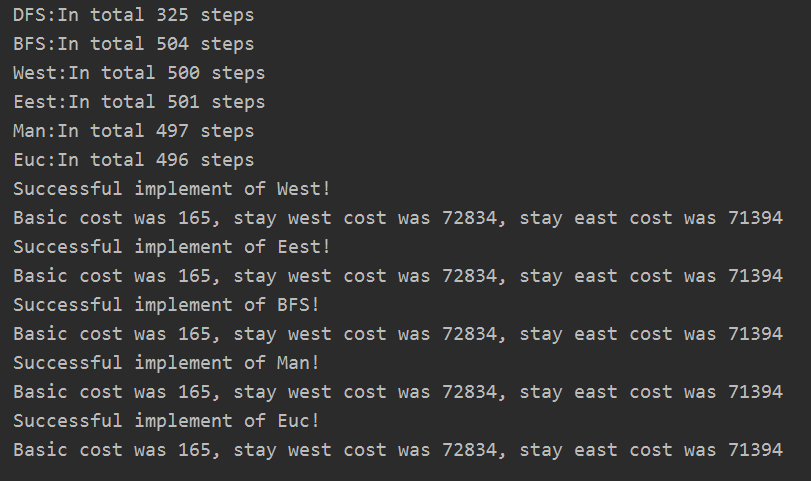 DFS:In total 325 steps
BFS:In total 504 steps
West:In total 500 steps
Eest:In total 501 steps
Man:In total 497 steps
Euc:In total 496 steps
Successful implement of West!
Basic cost was 165, stay west cost was 72834, stay east cost was 71394
Successful implement of Eest!
Basic cost was 165, stay west cost was 72834, stay east cost was 71394
Successful implement of BFS!
Basic cost was 165, stay west cost was 72834, stay east cost was 71394
Successful implement of Man!
Basic cost was 165, stay west cost was 72834, stay east cost was 71394
Successful implement of Euc!
Basic cost was 165, stay west cost was 72834, stay east cost was 71394